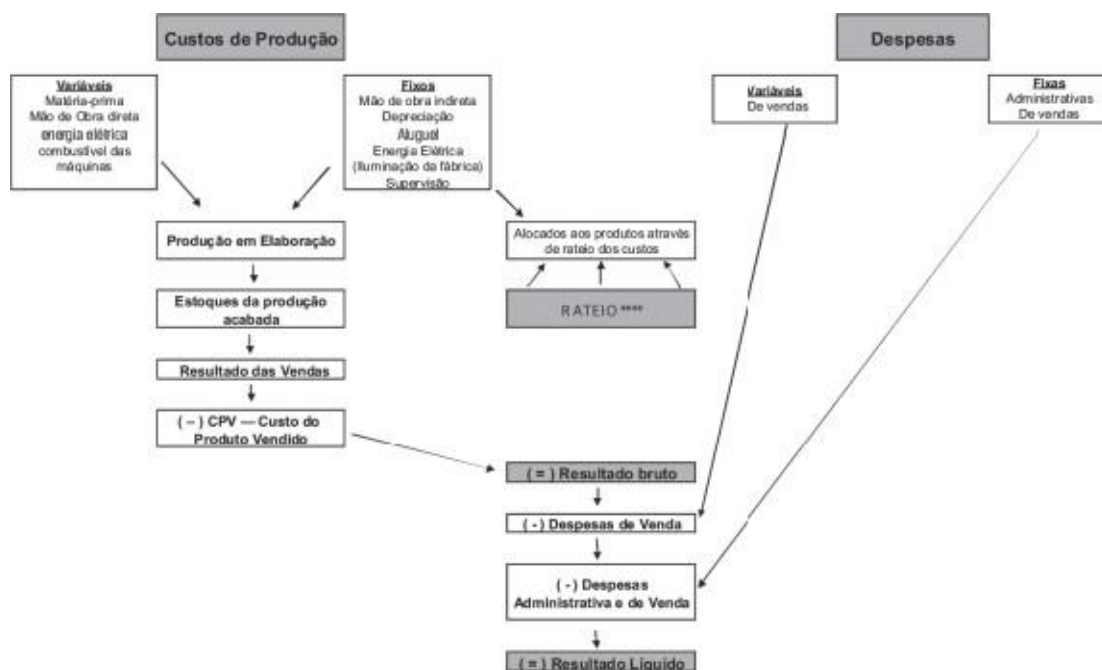 Custos de Produção
Despesas
Variáveis
Matéria-prima
Mão de Obra direta
energia elétrica
combustível das
máquinas
Fixos
Mão de obra indireta
Depreciação
Aluguel
Energia Elétrica
(Iluminação da fábrica)
Supervisão
Variáveis
De vendas
Fixas
Administrativas
De vendas
Produção em Elaboração
Alocados aos produtos através
de rateio dos custos
Estoques da produção
acabada
RATEIO ****
Resultado das Vendas
( – ) CPV — Custo do
Produto Vendido
( = ) Resultado bruto
( - ) Despesas de Venda
( - ) Despesas
Administrativa e de Venda
( = ) Resultado Líquido